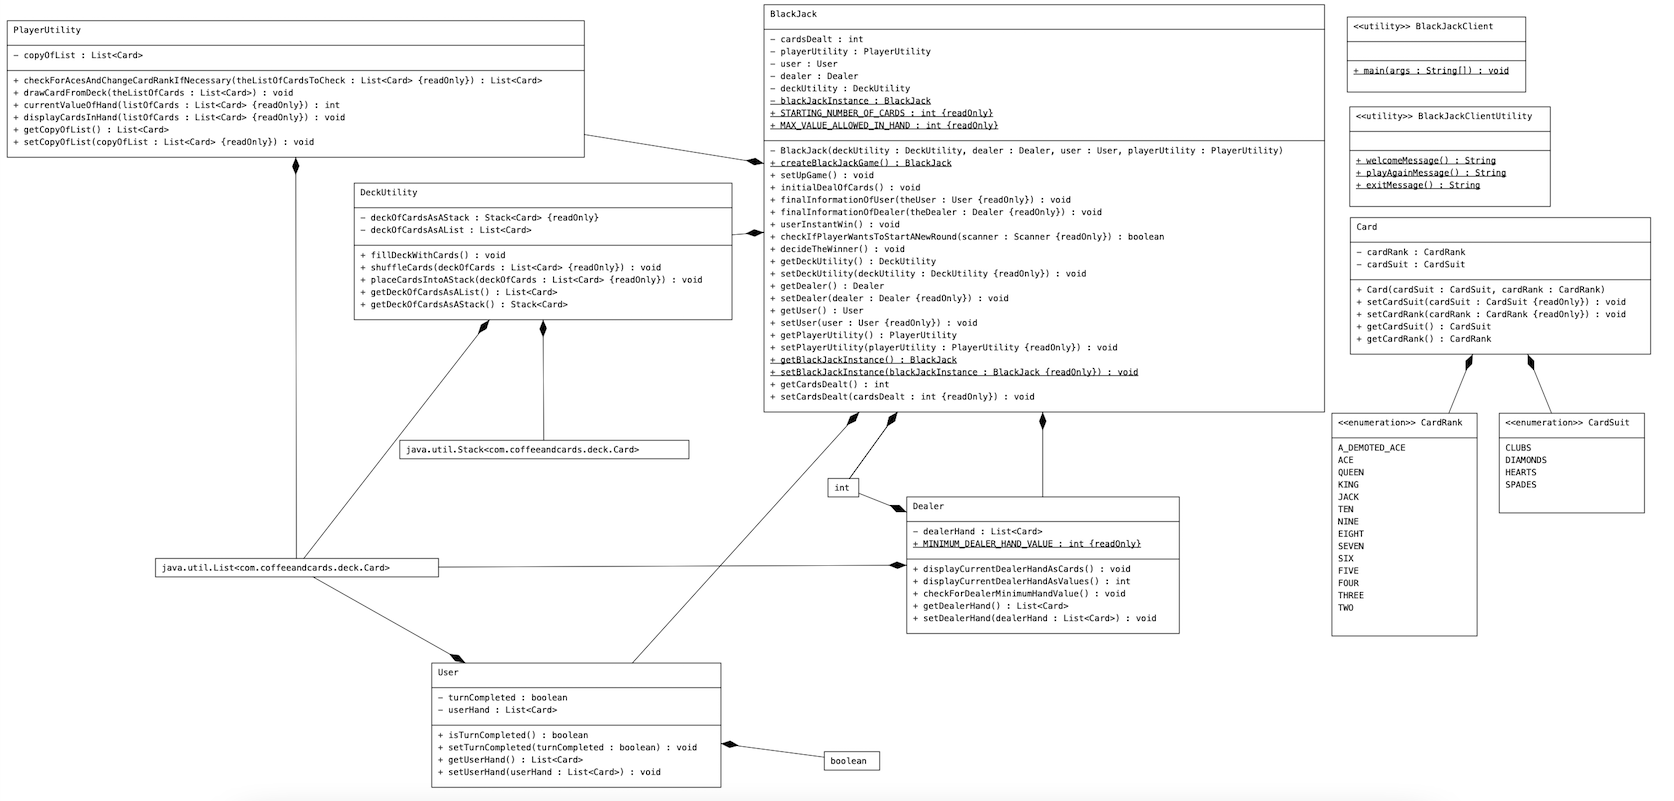 PlayerUtility
– copyOfList : List<Card>
+ checkForAcesAndChangeCardRankIfNecessary(theListOfCardsToCheck : List<Card> {readOnly}) : List<Card>
+ drawCardFromDeck(theListOfCards : List<Card>) : void
+ currentValueOfHand(listOfCards : List<Card> {readOnly}) : int
+ displayCardsInHand(listOfCards : List<Card> {readOnly}) : void
+ getCopyOfList() : List<Card>
+ setCopyOfList(copyOfList : List<Card> {readOnly}) : void
BlackJack
– cardsDealt : int
– playerUtility : PlayerUtility
– user : User
– dealer : Dealer
– deckUtility : DeckUtility
– blackJackInstance : BlackJack
+ STARTING_NUMBER_OF_CARDS : int {readOnly}
+ MAX_VALUE_ALLOWED_IN_HAND : int {readOnly}
– BlackJack(deckUtility : DeckUtility, dealer : Dealer, user : User, playerUtility : PlayerUtility)
+ createBlackJackGame() : BlackJack
+ setUpGame() : void
+ initialDealOfCards() : void
+ finalInformationOfUser(theUser : User {readOnly}) : void
+ finalInformationOfDealer(theDealer : Dealer {readOnly}) : void
+ userInstantWin() : void
+ checkIfPlayerWantsToStartANewRound(scanner : Scanner {readOnly}) : boolean
+ decideTheWinner() : void
+ getDeckUtility() : DeckUtility
+ setDeckUtility(deckUtility : DeckUtility {readOnly}) : void
+ getDealer() : Dealer
+ setDealer(dealer : Dealer {readOnly}) : void
+ getUser() : User
+ setUser(user : User {readOnly}) : void
+ getPlayerUtility() : PlayerUtility
+ setPlayerUtility(playerUtility : PlayerUtility {readOnly}) : void
+ getBlackJackInstance() : BlackJack
+ setBlackJackInstance(blackJackInstance : BlackJack {readOnly}) : void
+ getCardsDealt() : int
+ setCardsDealt(cardsDealt : int {readOnly}) : void
<<utility>> BlackJackClient
+ main(args : String[]) : void
<<utility>> BlackJackClientUtility
+ welcomeMessage() : String
+ playAgainMessage() : String
+ exitMessage() : String
DeckUtility
– deckOfCardsAsAStack : Stack<Card> {readOnly}
– deckOfCardsAsAList : List<Card>
+ fillDeckWithCards() : void
+ shuffleCards(deckOfCards : List<Card> {readOnly}) : void
+ placeCardsIntoAStack(deckOfCards : List<Card> {readOnly}) : void
+ getDeckOfCardsAsAList() : List<Card>
+ getDeckOfCardsAsAStack() : Stack<Card>
Card
– cardRank : CardRank
– cardSuit : CardSuit
+ Card(cardSuit : CardSuit, cardRank : CardRank)
+ setCardSuit(cardSuit : CardSuit {readOnly}) : void
+ setCardRank(cardRank : CardRank {readOnly}) : void
+ getCardSuit() : CardSuit
+ getCardRank() : CardRank
<<enumeration>> CardRank
A_DEMOTED_ACE
ACE
QUEEN
KING
JACK
TEN
NINE
EIGHT
SEVEN
SIX
FIVE
FOUR
THREE
TWO
<<enumeration>> CardSuit
CLUBS
DIAMONDS
HEARTS
SPADES
java.util.Stack<com.coffeeandcards.deck.Card>
int
Dealer
– dealerHand : List<Card>
+ MINIMUM_DEALER_HAND_VALUE : int {readOnly}
+ displayCurrentDealerHandAsCards() : void
+ displayCurrentDealerHandAsValues() : int
+ checkForDealerMinimumHandValue() : void
+ getDealerHand() : List<Card>
+ setDealerHand(dealerHand : List<Card>) : void
java.util.List<com.coffeeandcards.deck.Card>
User
– turnCompleted : boolean
– userHand : List<Card>
+ isTurnCompleted() : boolean
+ setTurnCompleted(turnCompleted : boolean) : void
+ getUserHand() : List<Card>
+ setUserHand(userHand : List<Card>) : void
boolean